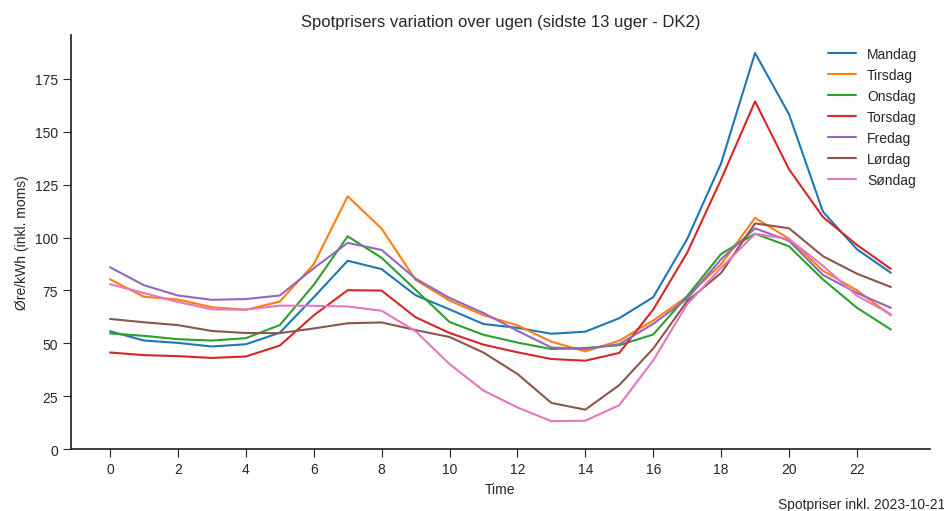 Spotprisers variation over ugen (sidste 13 uger - DK2)
Øre/kWh (inkl. moms)
175
150
125
100
75
50
25
0
Mandag
Tirsdag
Onsdag
Torsdag
Fredag
Lørdag
Søndag
0 2 4 6 8 10 12 14 16 18 20 22
Time
Spotpriser inkl. 2023-10-21